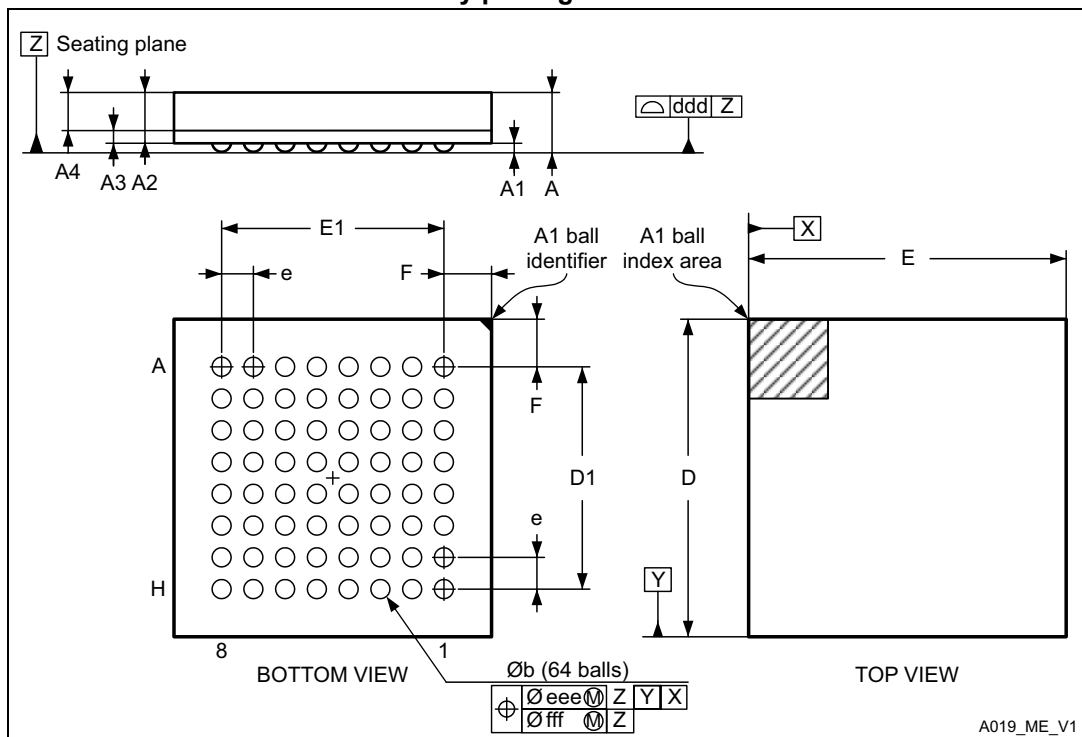 Z Seating plane
ddd Z
A4
A3 A2
A1
A
E1
A1 ball
identifier
A1 ball
index area
X
E
e
F
A
F
D1
D
e
Y
H
8
1
BOTTOM VIEW
Øb (64 balls)
TOP VIEW
Ø eee Ⓜ Z Y X
Ø fff Ⓜ Z
A019_ME_V1